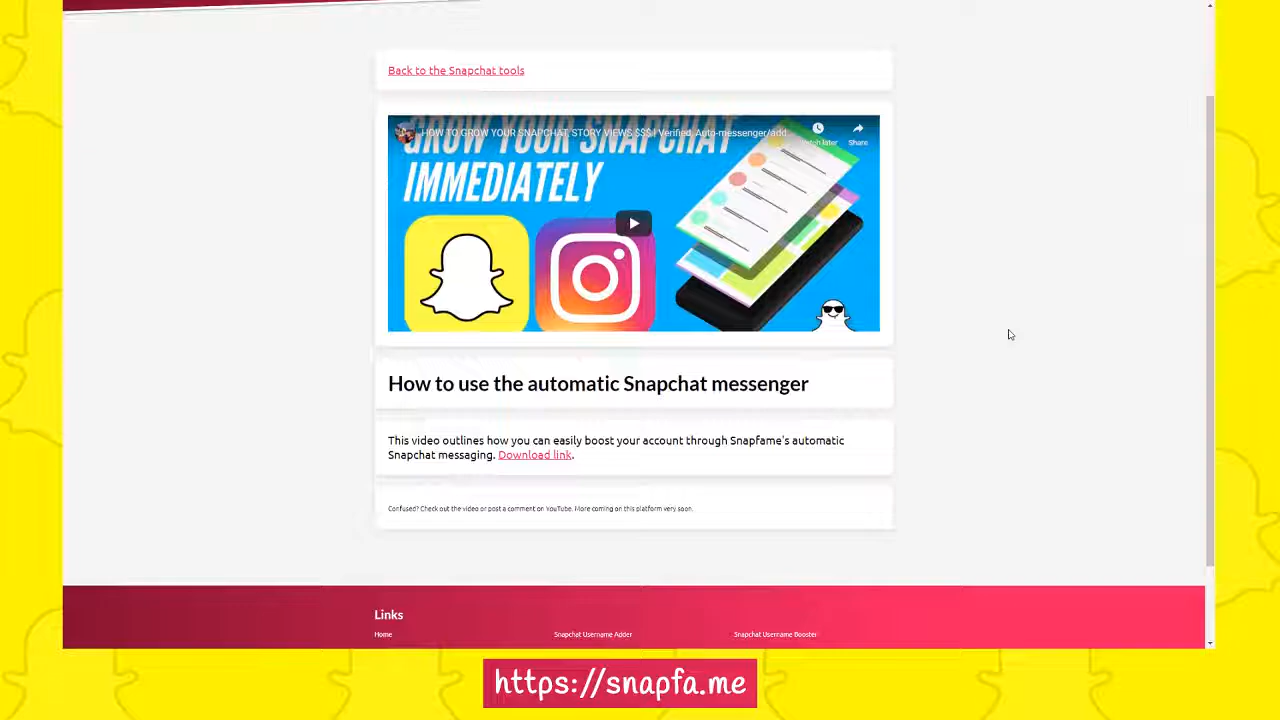 Back to the Snapchat tools
HOW TO GROW YOUR SNAPCHAT STORY VIEWS $$$ | Verified Auto-messenger/add...
Watch later
Share
GROW YOUR SNAPCHAT
IMMEDIATELY
How to use the automatic Snapchat messenger
This video outlines how you can easily boost your account through Snapfame's automatic
Snapchat messaging. Download link.
Confused? Check out the video or post a comment on YouTube. More coming on this platform very soon.
Links
Home
Snapchat Username Adder
Snapchat Username Booster
https://snapfa.me